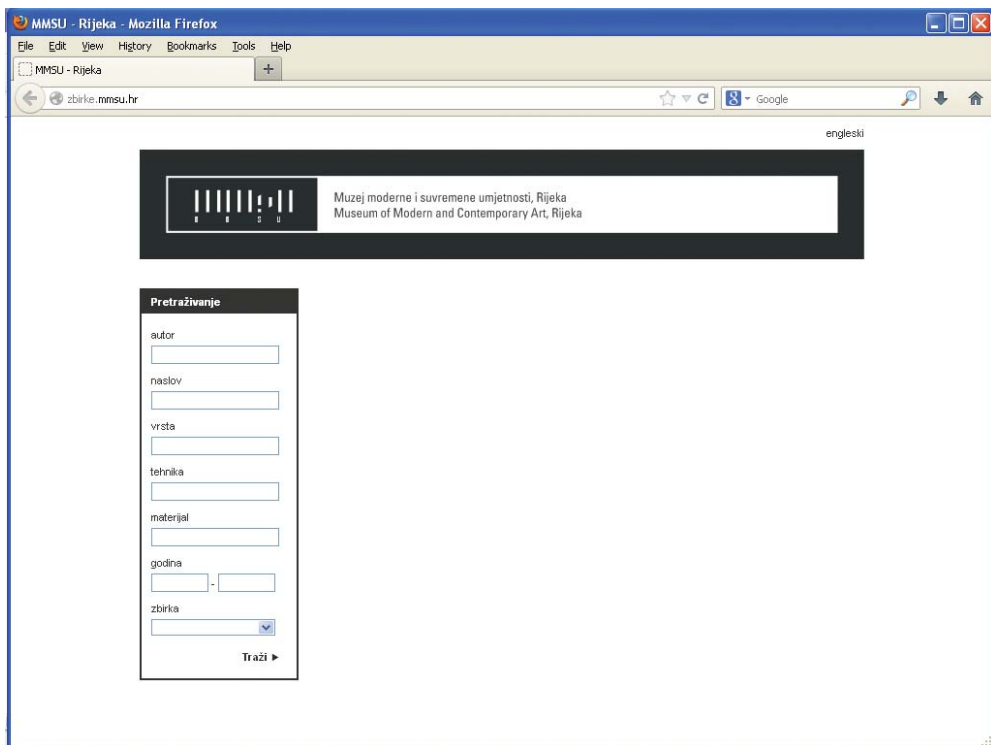 MMSU - Rijeka - Mozilla Firefox
File Edit View History Bookmarks Tools Help
MMSU - Rijeka +
zbirke.mmsu.hr 8 Google
engleski
Muzej moderne i suvremene umjetnosti, Rijeka
M M S U Museum of Modern and Contemporary Art, Rijeka
Pretraživanje
autor
naslov
vrsta
tehnika
materijal
godina
-
zbirka
Traži ►